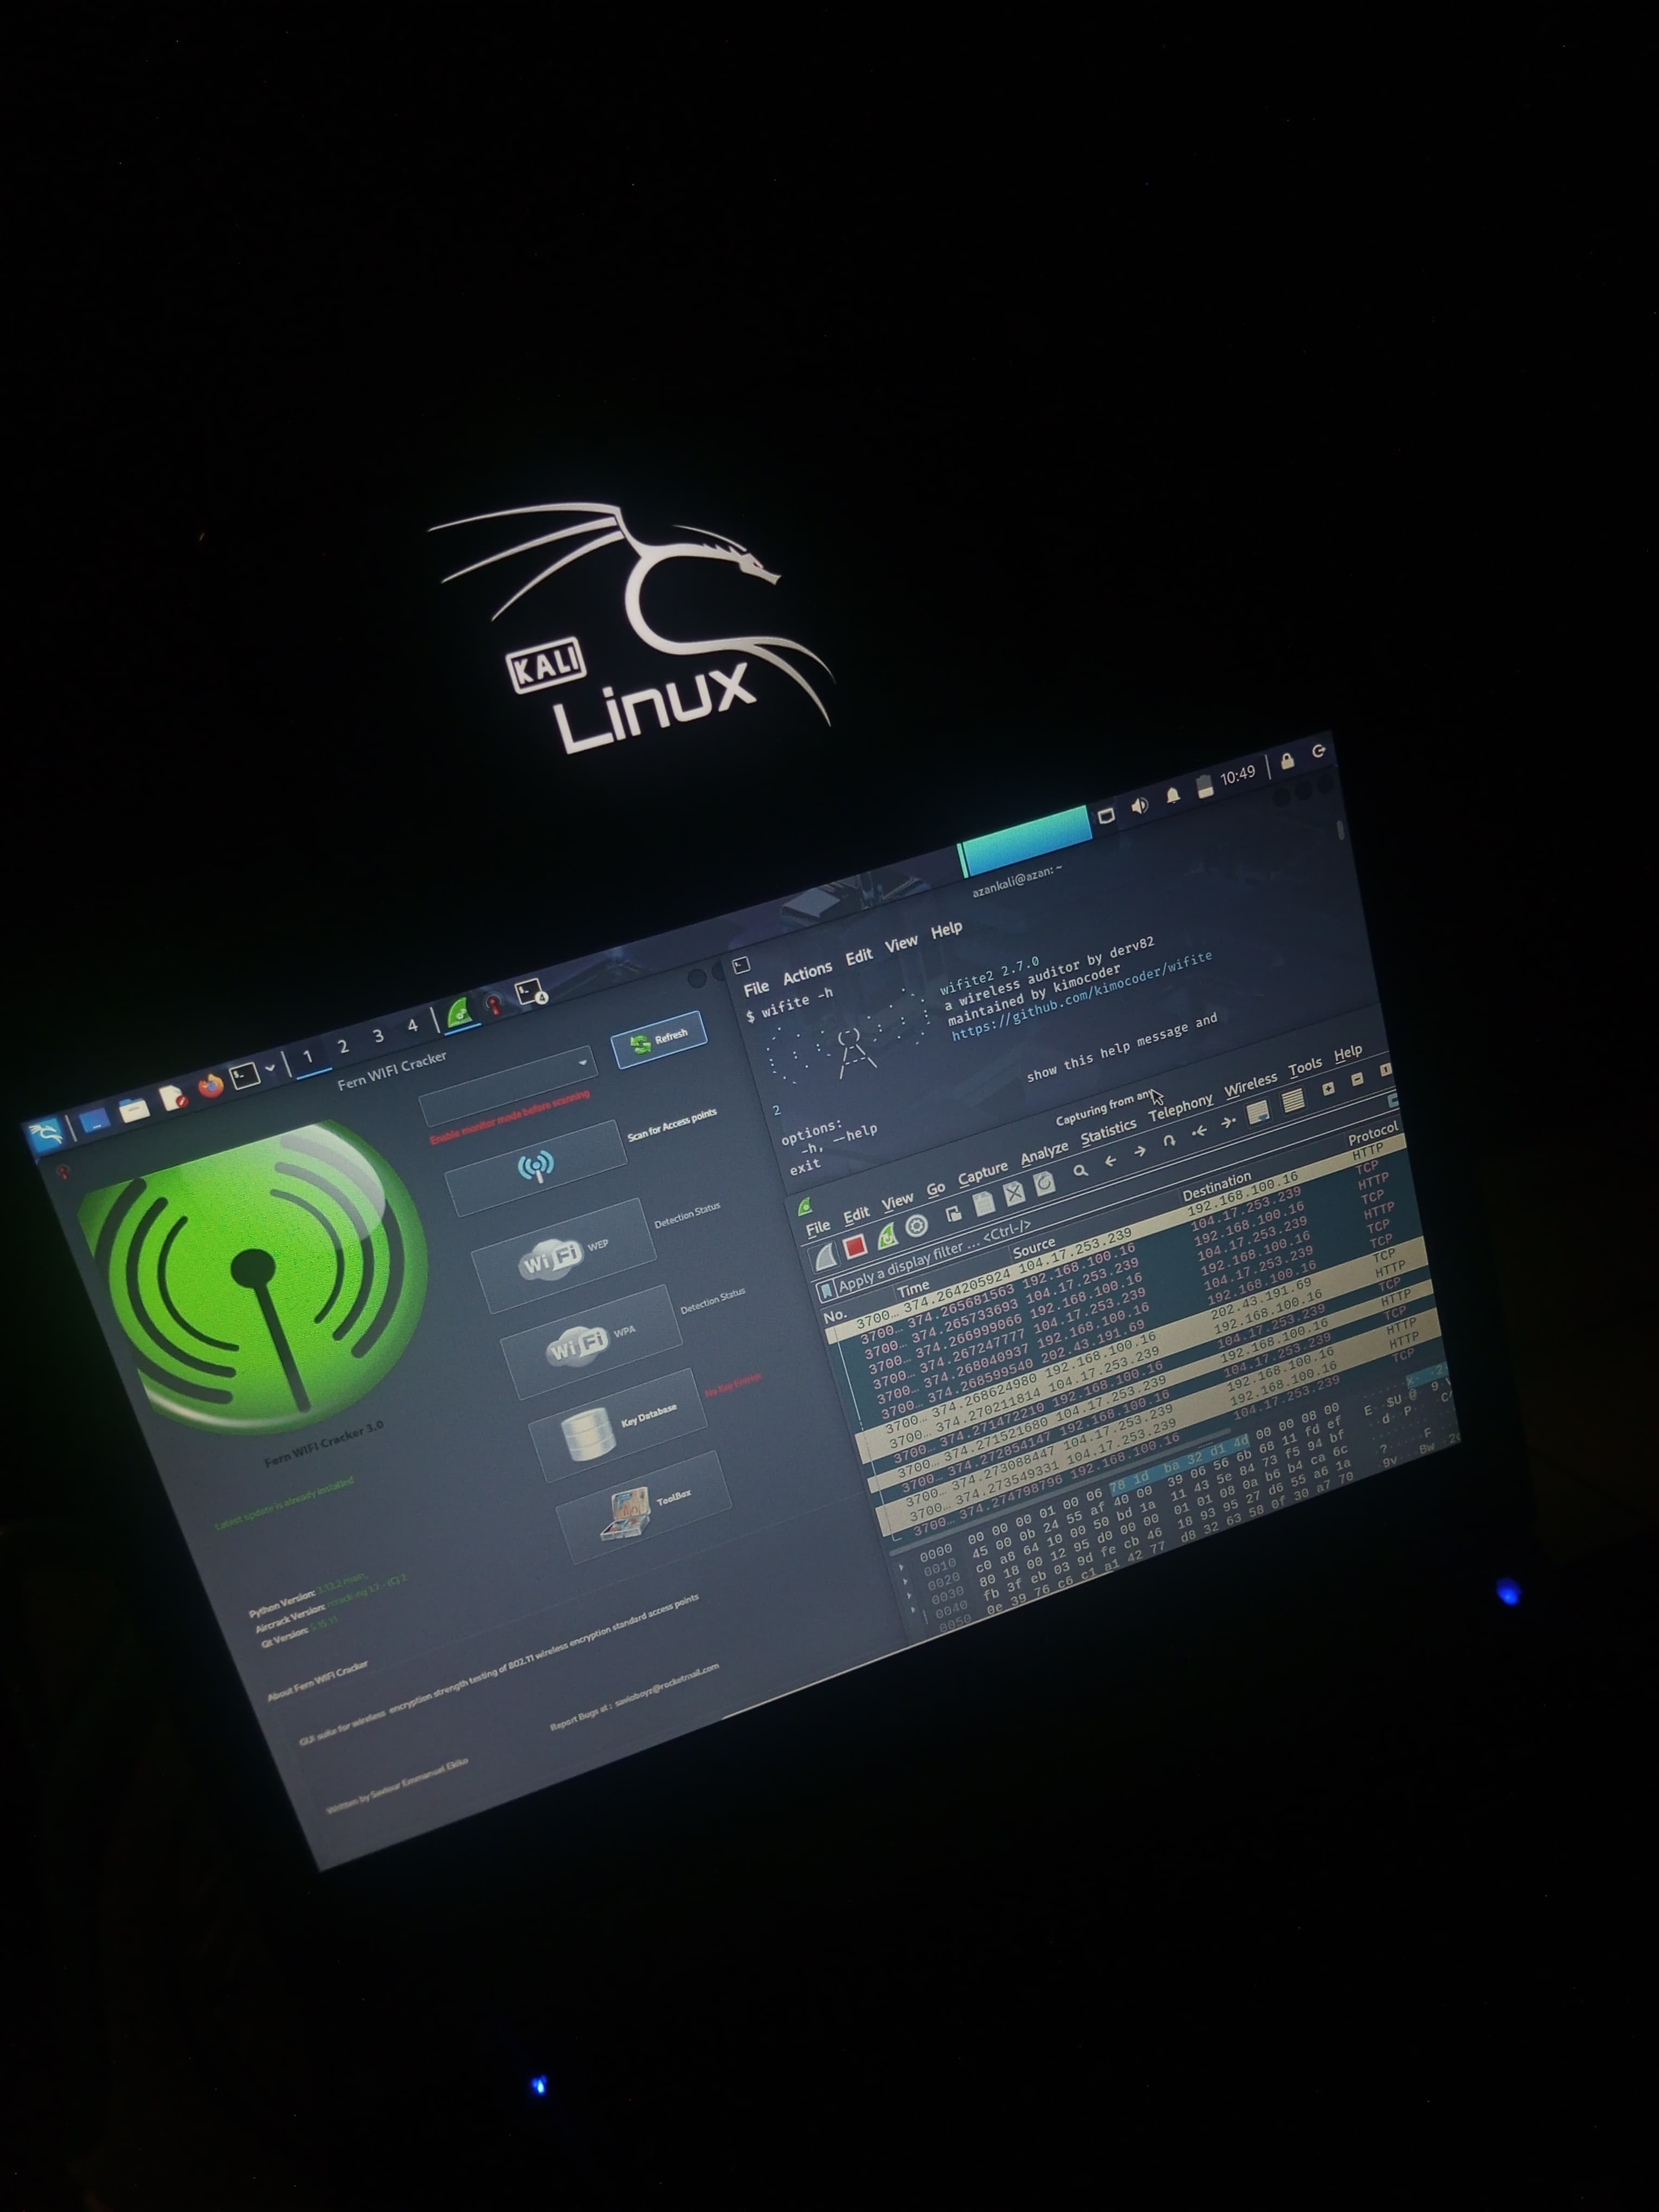 KALI
Linux
1 2 3 4
10:49
Fern WIFI Cracker
Refresh
Enable monitor mode before scanning
Scan for Access points
Detection Status
WiFi WEP
Detection Status
WiFi WPA
No Key Entries
Key Database
ToolBox
Fern WIFI Cracker 3.0
Latest update is already installed
Python Version:
Aircrack Version:
Git Version:
About Fern WIFI Cracker
GUI suite for wireless encryption strength testing of 802.11 wireless encryption standard access points
Written by Saviour Emmanuel Ekiko
Report Bugs at : savioboyz@rocketmail.com
azankali@azan: ~
File Actions Edit View Help
$ wifite -h
wifite2 2.7.0
a wireless auditor by derv82
maintained by kimocoder
https://github.com/kimocoder/wifite
2
options:
-h, --help
show this help message and
exit
Capturing from any
File Edit View Go Capture Analyze Statistics Telephony Wireless Tools Help
Apply a display filter ... <Ctrl-/>
No. Time Source Destination Protocol
3700… 374.264205924 104.17.253.239 192.168.100.16 HTTP
3700… 374.265681563 192.168.100.16 104.17.253.239 TCP
3700… 374.265733693 104.17.253.239 192.168.100.16 HTTP
3700… 374.266999066 192.168.100.16 104.17.253.239 TCP
3700… 374.267247777 104.17.253.239 192.168.100.16 HTTP
3700… 374.268040937 192.168.100.16 104.17.253.239 TCP
3700… 374.268599540 202.43.191.69 192.168.100.16 TCP
3700… 374.268624980 192.168.100.16 202.43.191.69 TCP
3700… 374.270211814 104.17.253.239 192.168.100.16 HTTP
3700… 374.271472210 192.168.100.16 104.17.253.239 TCP
3700… 374.271521680 104.17.253.239 192.168.100.16 HTTP
3700… 374.272854147 192.168.100.16 104.17.253.239 TCP
3700… 374.273088447 104.17.253.239 192.168.100.16 HTTP
3700… 374.273549331 104.17.253.239 192.168.100.16 HTTP
3700… 374.274798796 192.168.100.16 104.17.253.239 TCP
0000 00 00 00 01 00 06 78 1d ba 32 d1 4d 00 00 08 00
0010 45 00 0b 24 55 af 40 00 39 06 56 6b 68 11 fd ef
0020 c0 a8 64 10 00 50 bd 1a 11 43 5e 84 73 f5 94 bf
0030 80 18 00 12 95 d0 00 00 01 01 08 0a b6 b4 ca 6c
0040 fb 3f eb 03 9d fe cb 46 18 93 95 27 d6 55 a6 1a
0050 0e 39 76 c6 c1 a1 42 77 d8 32 63 58 0f 30 a7 70